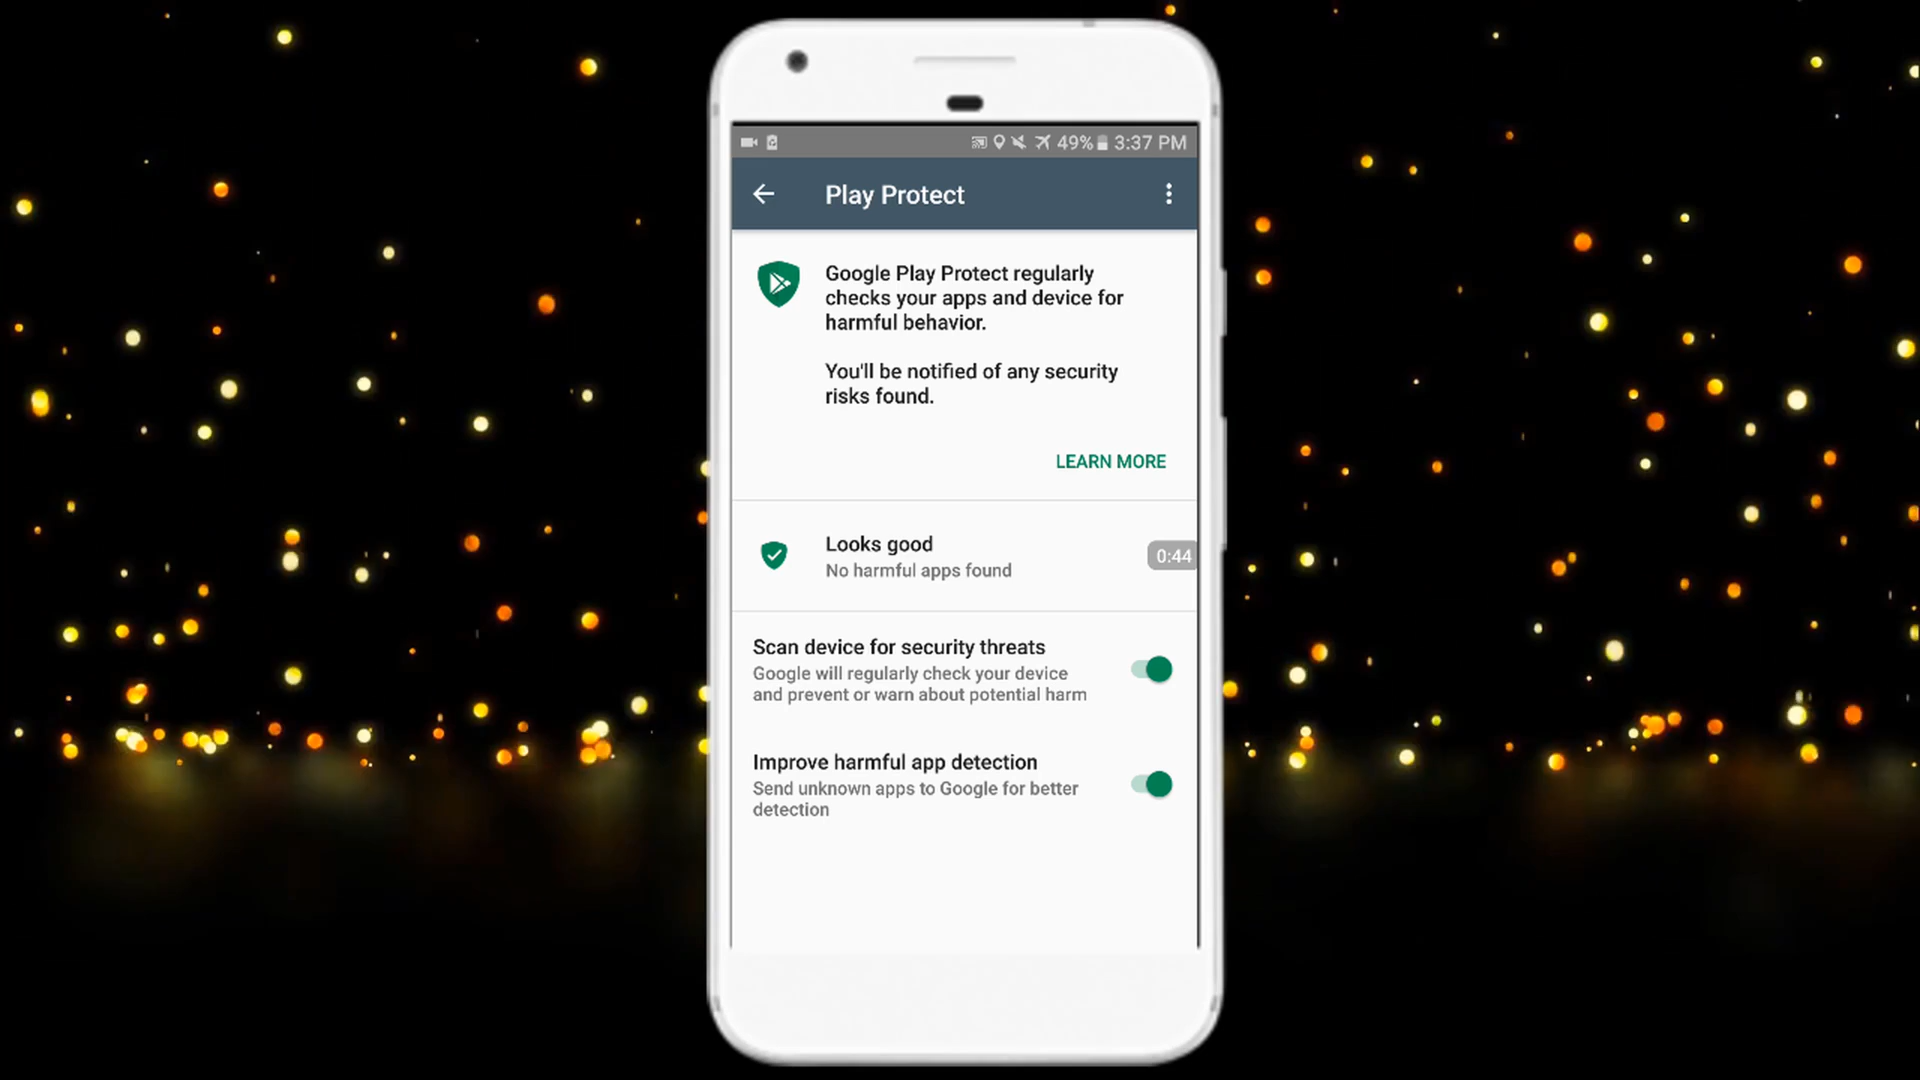 49% 3:37 PM
Play Protect
Google Play Protect regularly
checks your apps and device for
harmful behavior.
You'll be notified of any security
risks found.
LEARN MORE
Looks good
No harmful apps found
0:44
Scan device for security threats
Google will regularly check your device
and prevent or warn about potential harm
Improve harmful app detection
Send unknown apps to Google for better
detection